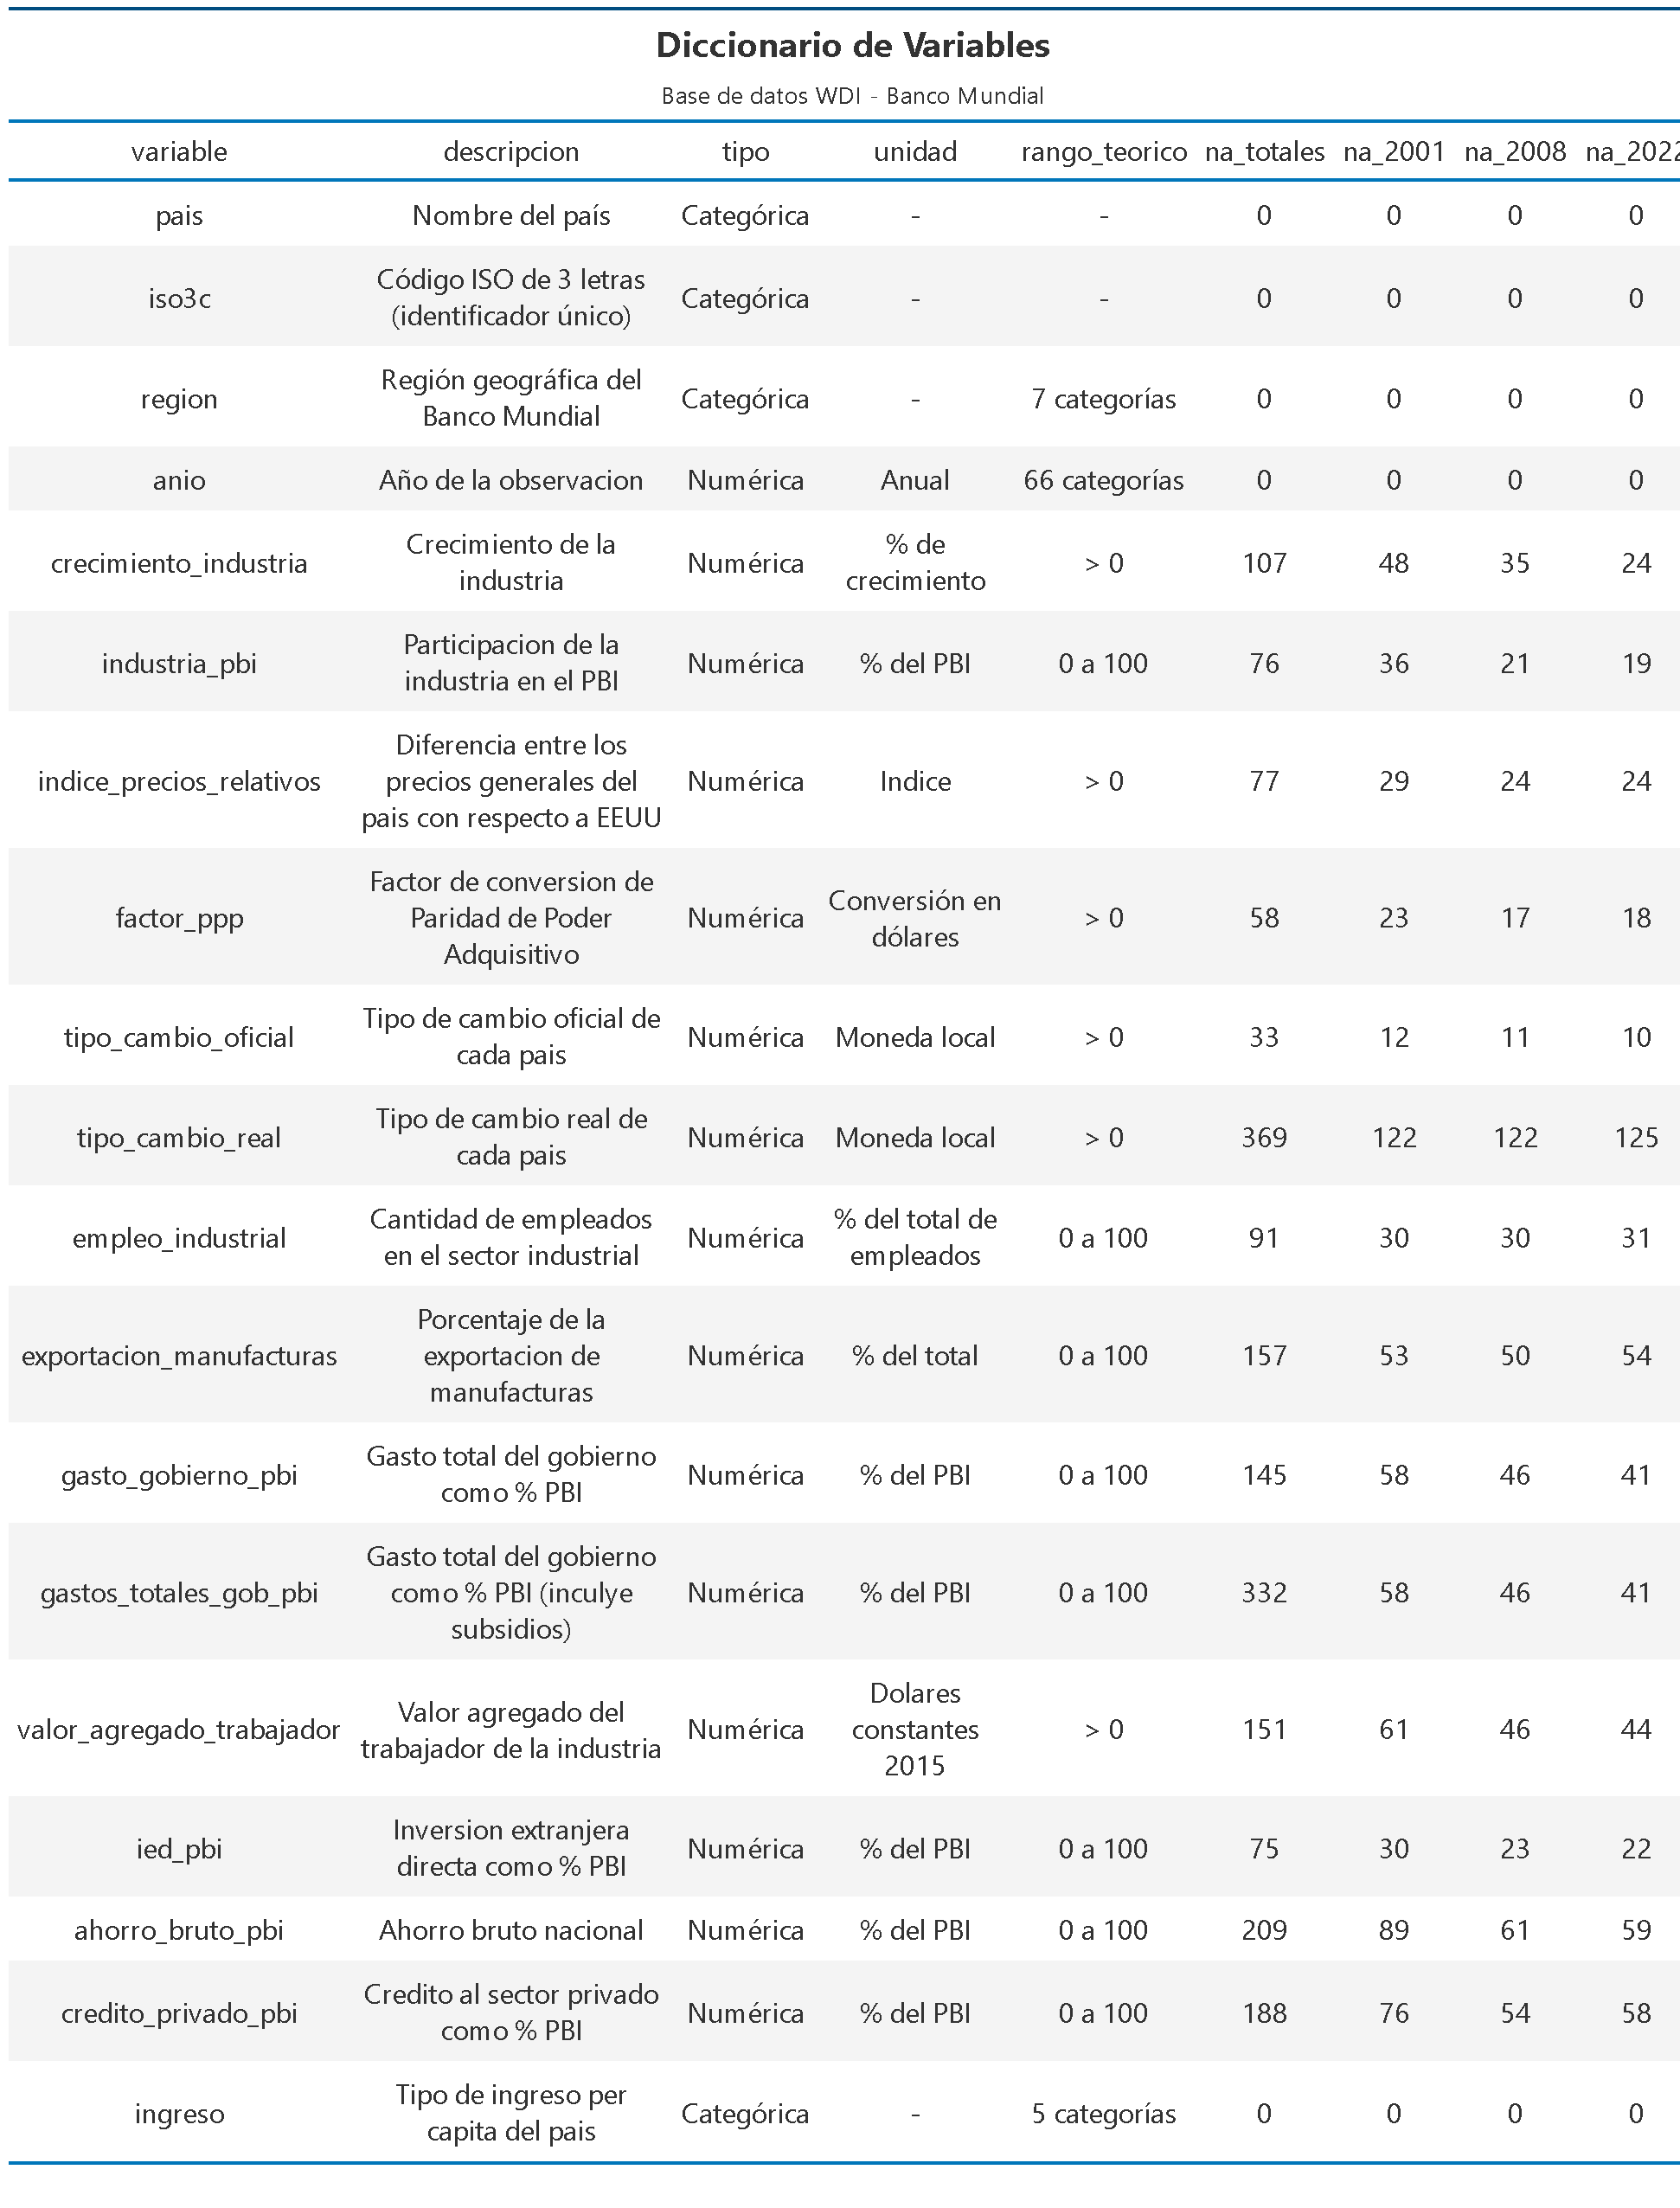 Diccionario de Variables
Base de datos WDI - Banco Mundial
variable descripcion tipo unidad rango_teorico na_totales na_2001 na_2008 na_2022
pais Nombre del país Categórica - - 0 0 0 0
iso3c Código ISO de 3 letras (identificador único) Categórica - - 0 0 0 0
region Región geográfica del Banco Mundial Categórica - 7 categorías 0 0 0 0
anio Año de la observacion Numérica Anual 66 categorías 0 0 0 0
crecimiento_industria Crecimiento de la industria Numérica % de crecimiento > 0 107 48 35 24
industria_pbi Participacion de la industria en el PBI Numérica % del PBI 0 a 100 76 36 21 19
indice_precios_relativos Diferencia entre los precios generales del pais con respecto a EEUU Numérica Indice > 0 77 29 24 24
factor_ppp Factor de conversion de Paridad de Poder Adquisitivo Numérica Conversión en dólares > 0 58 23 17 18
tipo_cambio_oficial Tipo de cambio oficial de cada pais Numérica Moneda local > 0 33 12 11 10
tipo_cambio_real Tipo de cambio real de cada pais Numérica Moneda local > 0 369 122 122 125
empleo_industrial Cantidad de empleados en el sector industrial Numérica % del total de empleados 0 a 100 91 30 30 31
exportacion_manufacturas Porcentaje de la exportacion de manufacturas Numérica % del total 0 a 100 157 53 50 54
gasto_gobierno_pbi Gasto total del gobierno como % PBI Numérica % del PBI 0 a 100 145 58 46 41
gastos_totales_gob_pbi Gasto total del gobierno como % PBI (inculye subsidios) Numérica % del PBI 0 a 100 332 58 46 41
valor_agregado_trabajador Valor agregado del trabajador de la industria Numérica Dolares constantes 2015 > 0 151 61 46 44
ied_pbi Inversion extranjera directa como % PBI Numérica % del PBI 0 a 100 75 30 23 22
ahorro_bruto_pbi Ahorro bruto nacional Numérica % del PBI 0 a 100 209 89 61 59
credito_privado_pbi Credito al sector privado como % PBI Numérica % del PBI 0 a 100 188 76 54 58
ingreso Tipo de ingreso per capita del pais Categórica - 5 categorías 0 0 0 0